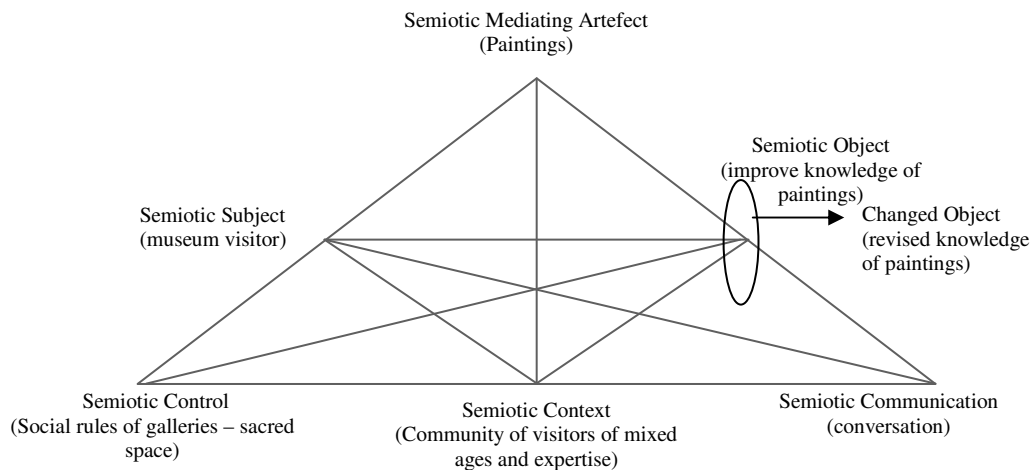 Semiotic Mediating Artefect
(Paintings)
Semiotic Object
(improve knowledge of
paintings)
Semiotic Subject
(museum visitor)
Changed Object
(revised knowledge
of paintings)
Semiotic Control
(Social rules of galleries – sacred
space)
Semiotic Context
(Community of visitors of mixed
ages and expertise)
Semiotic Communication
(conversation)